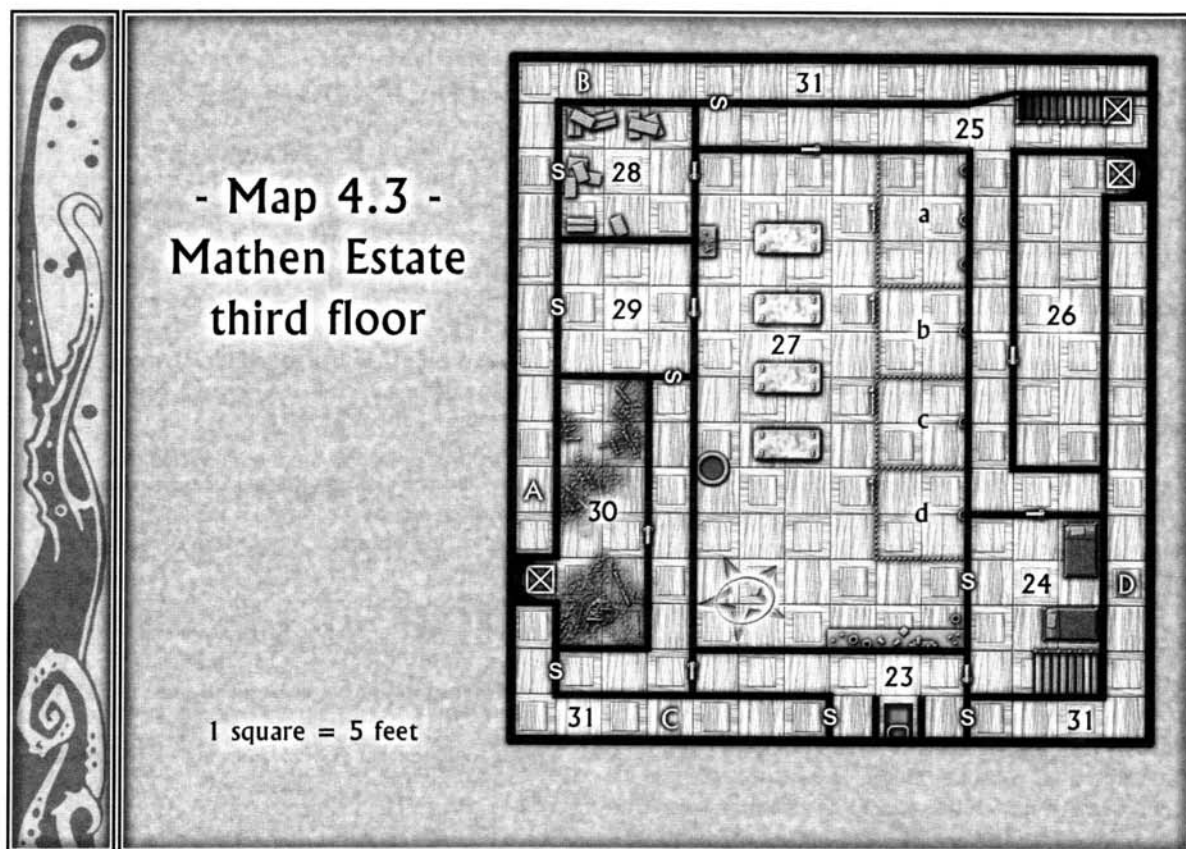 - Map 4.3 -
Mathen Estate
third floor
1 square = 5 feet
B
31
S
25
S
28
a
S
29
b
26
27
S
c
A
30
d
S
24
D
S
23
31
C
S
S
31